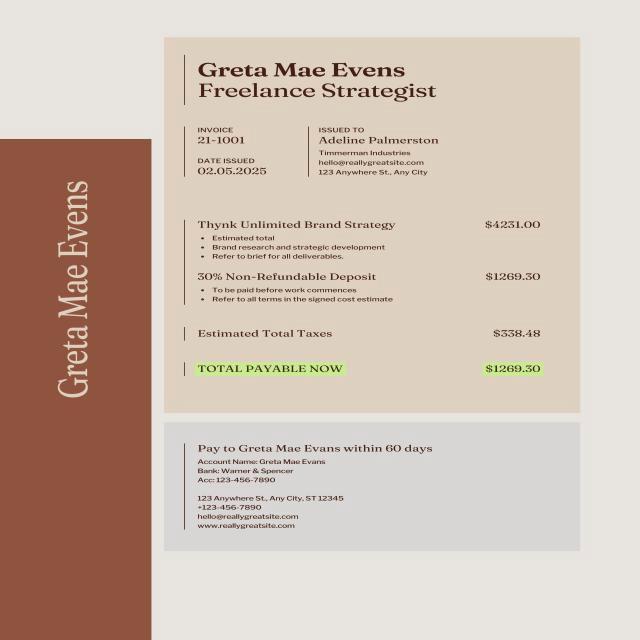 Greta Mae Evens
Greta Mae Evens
Freelance Strategist
INVOICE
21-1001
DATE ISSUED
02.05.2025
ISSUED TO
Adeline Palmerston
Timmerman Industries
hello@reallygreatsite.com
123 Anywhere St., Any City
Thynk Unlimited Brand Strategy $4231.00
• Estimated total
• Brand research and strategic development
• Refer to brief for all deliverables.
30% Non-Refundable Deposit $1269.30
• To be paid before work commences
• Refer to all terms in the signed cost estimate
Estimated Total Taxes $338.48
TOTAL PAYABLE NOW $1269.30
Pay to Greta Mae Evans within 60 days
Account Name: Greta Mae Evans
Bank: Warner & Spencer
Acc: 123-456-7890
123 Anywhere St., Any City, ST 12345
+123-456-7890
hello@reallygreatsite.com
www.reallygreatsite.com